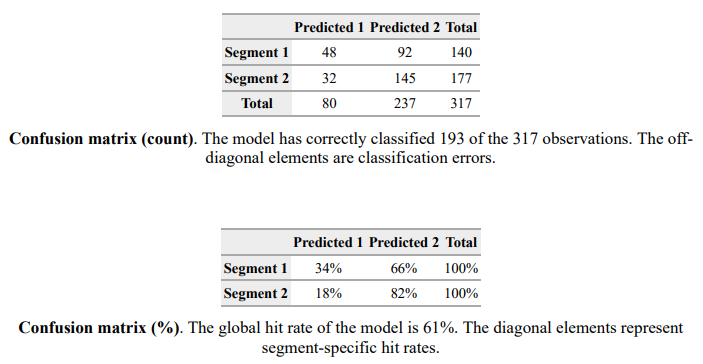 Predicted 1 Predicted 2 Total
Segment 1 48 92 140
Segment 2 32 145 177
Total 80 237 317
Confusion matrix (count). The model has correctly classified 193 of the 317 observations. The off-
diagonal elements are classification errors.
Predicted 1 Predicted 2 Total
Segment 1 34% 66% 100%
Segment 2 18% 82% 100%
Confusion matrix (%). The global hit rate of the model is 61%. The diagonal elements represent
segment-specific hit rates.